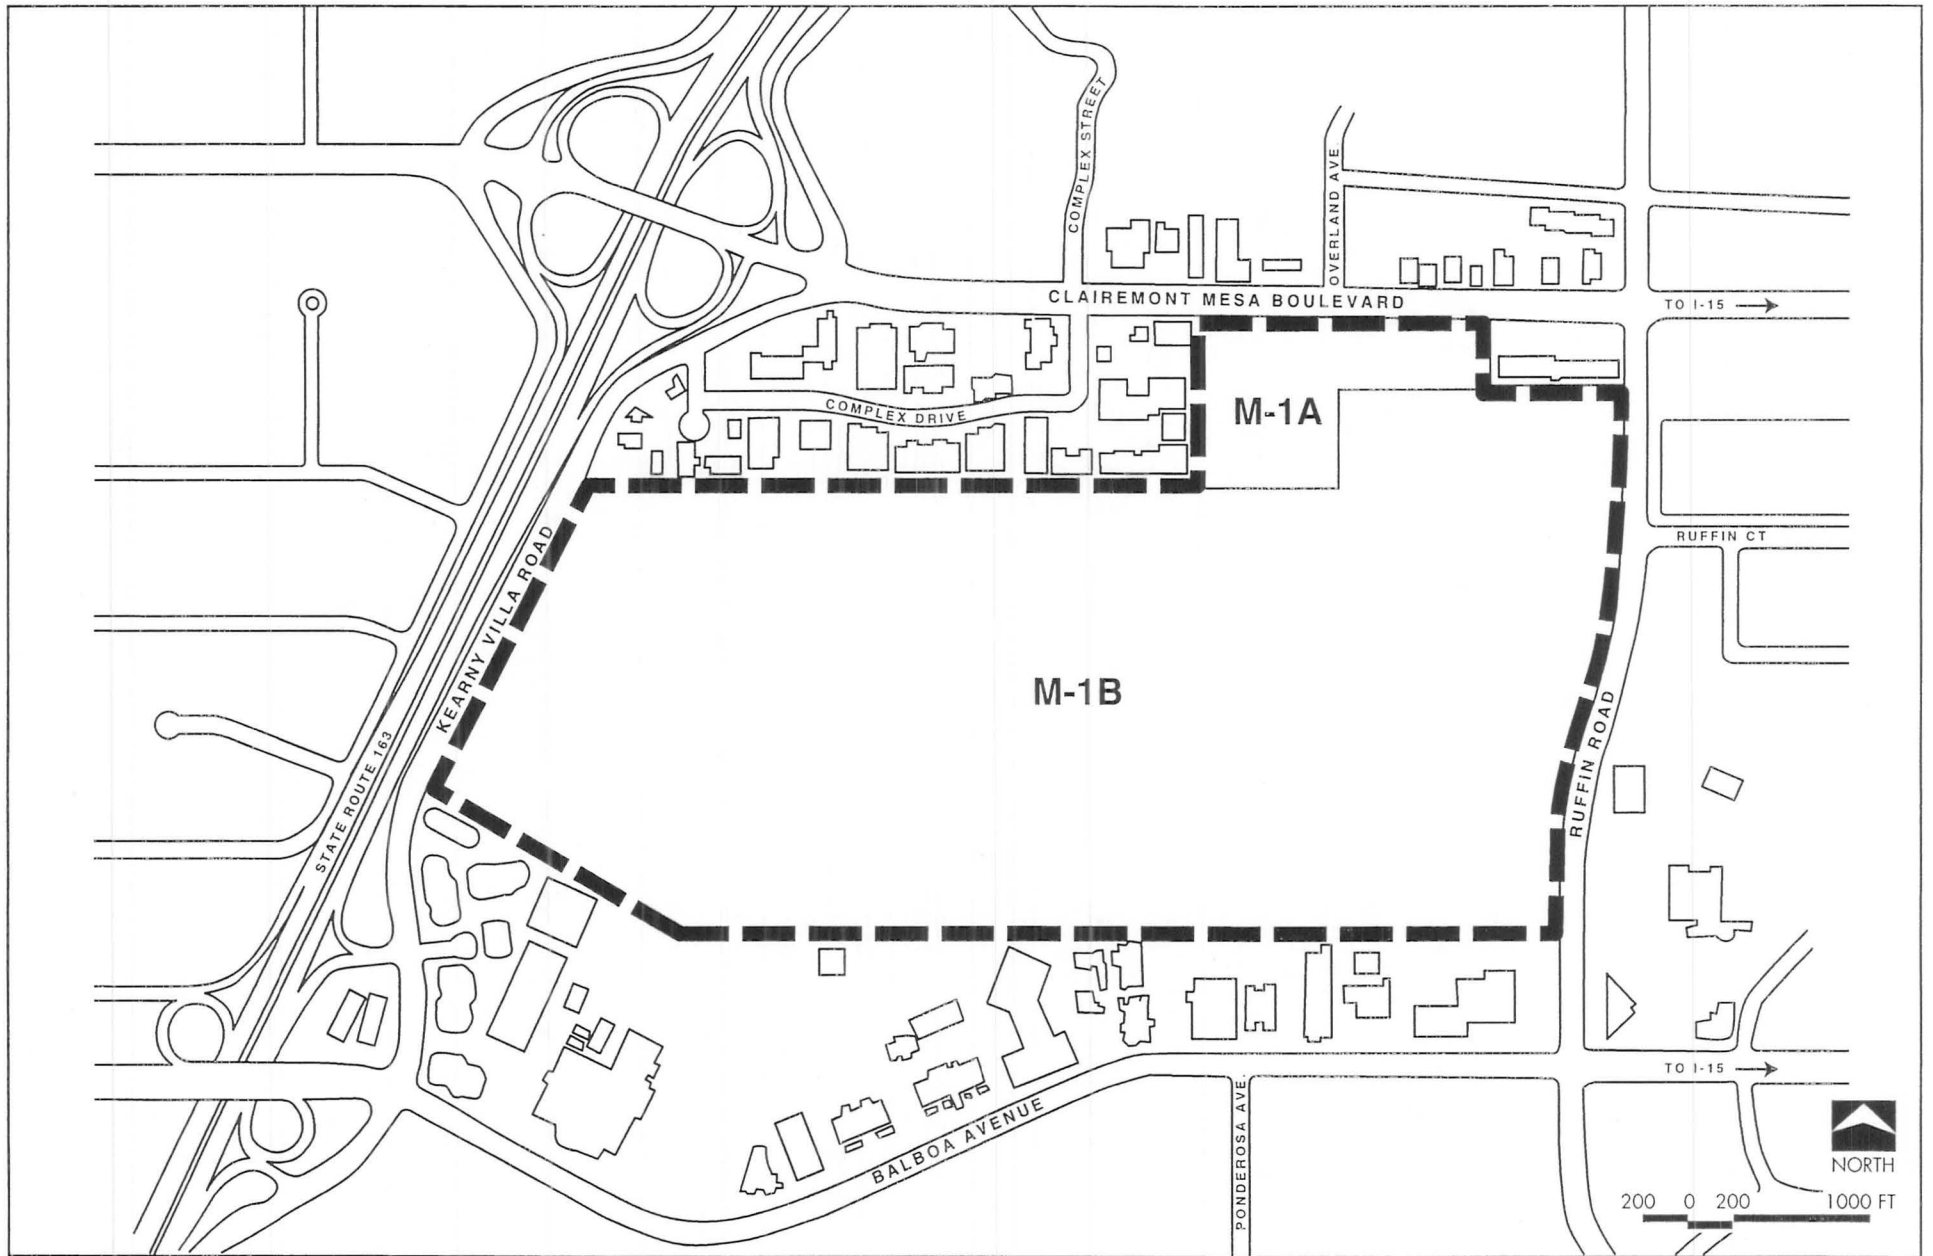 COMPLEX STREET
OVERLAND AVE.
CLAIREMONT MESA BOULEVARD
TO I-15
COMPLEX DRIVE
M-1A
RUFFIN CT
KEARNY VILLA ROAD
M-1B
RUFFIN ROAD
STATE ROUTE 163
TO I-15
BALBOA AVENUE
PONDEROSA AVE.
NORTH
200 0 200 1000 FT